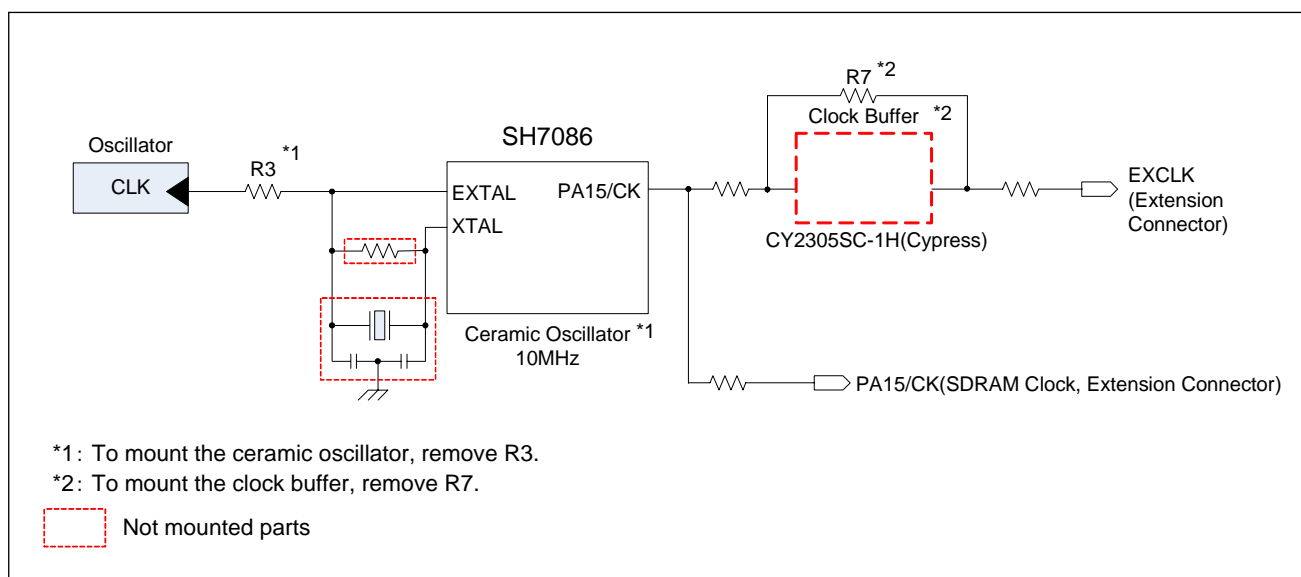 R7 *2
Clock Buffer *2
SH7086
Oscillator
CLK
R3 *1
EXTAL
XTAL
PA15/CK
EXCLK
(Extension
Connector)
CY2305SC-1H(Cypress)
Ceramic Oscillator *1
10MHz
PA15/CK(SDRAM Clock, Extension Connector)
*1: To mount the ceramic oscillator, remove R3.
*2: To mount the clock buffer, remove R7.
Not mounted parts